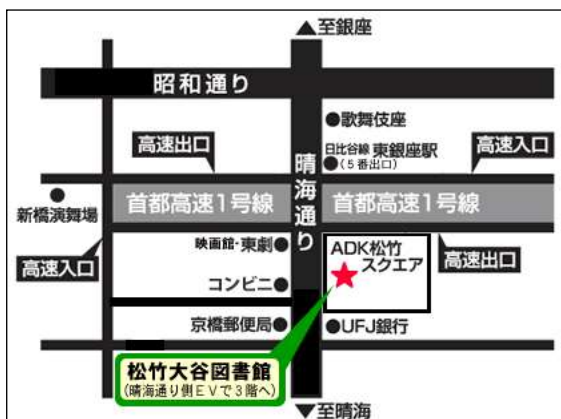 ▲至銀座
昭和通り
●歌舞伎座
高速出口
日比谷線 東銀座駅
●(5番出口)
高速入口
晴海通り
首都高速1号線
首都高速1号線
●
新橋演舞場
映画館・東劇●
ADK松竹
スクエア
高速入口
高速出口
コンビニ●
京橋郵便局●
●UFJ銀行
松竹大谷図書館
(晴海通り側EVで3階へ)
▼至晴海